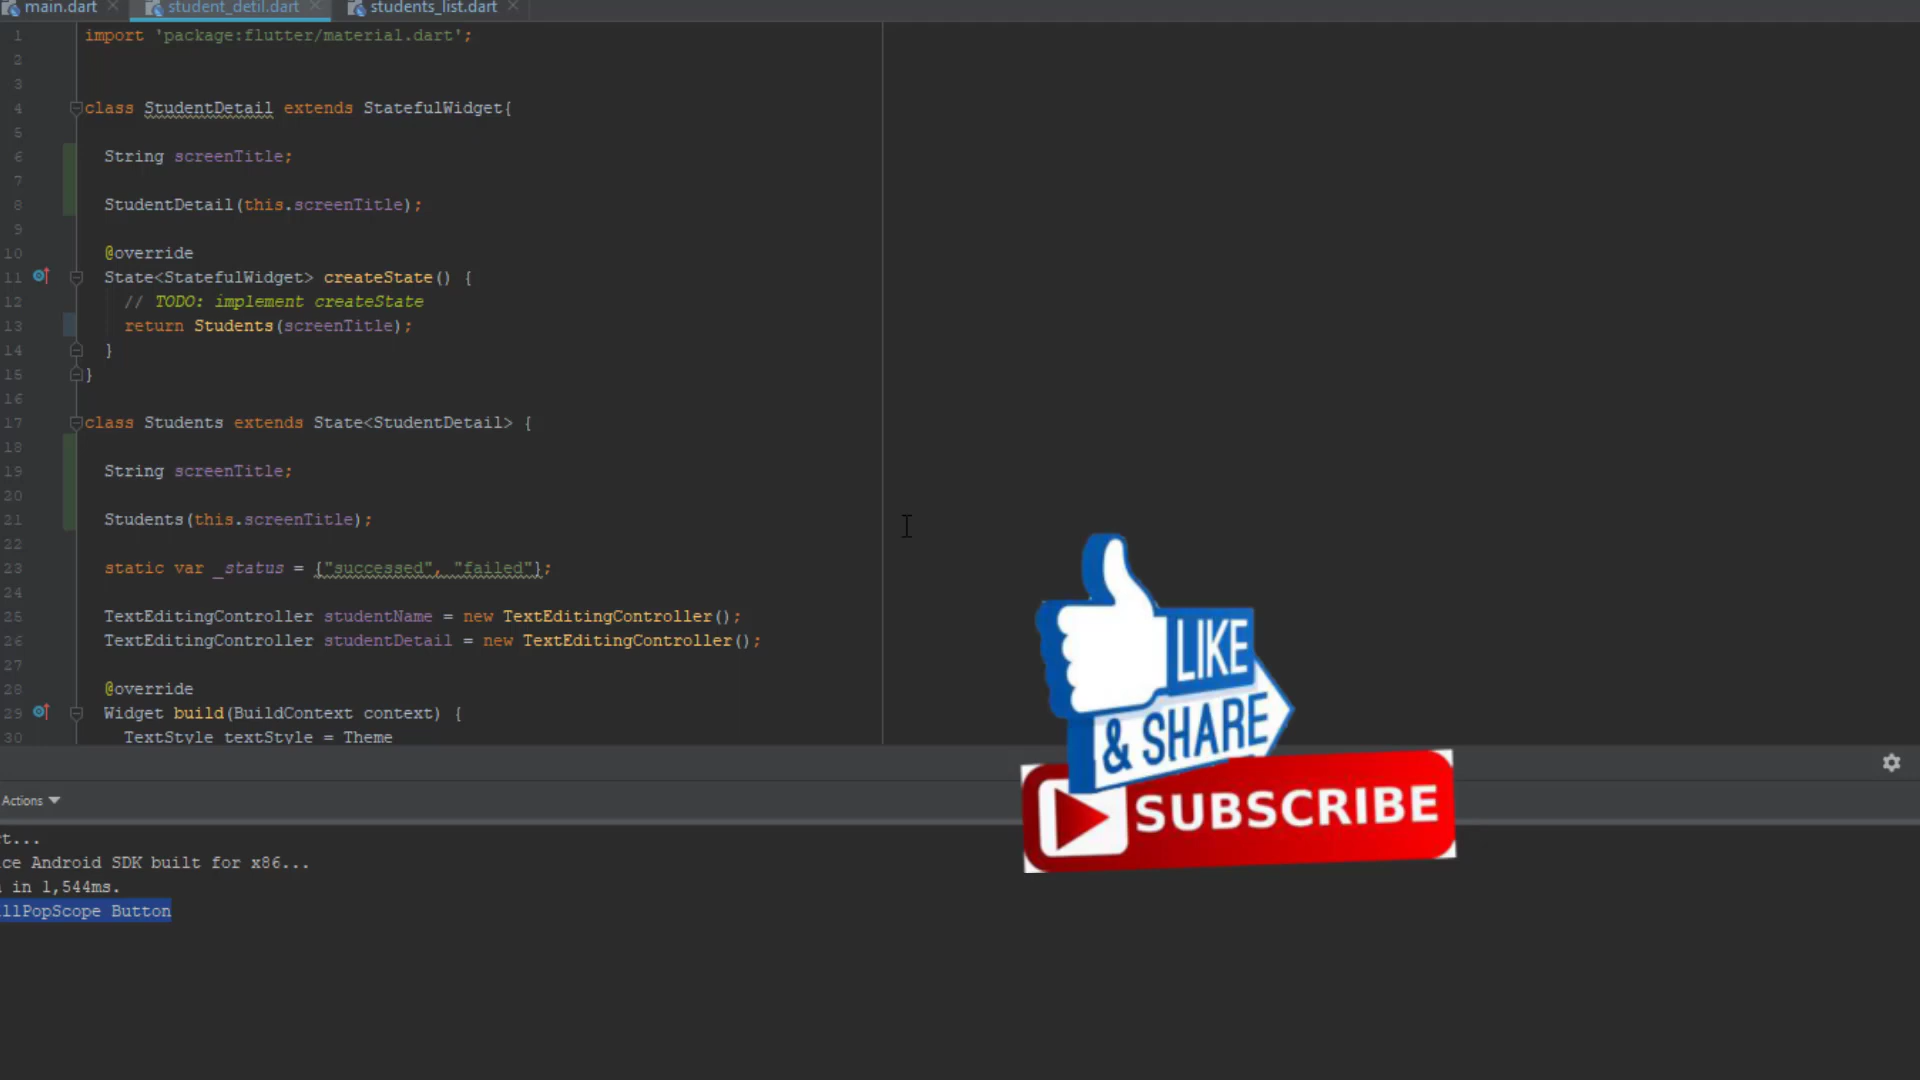 main.dart
student_detil.dart
students_list.dart
1 import 'package:flutter/material.dart';
2
3
4 class StudentDetail extends StatefulWidget{
5
6 String screenTitle;
7
8 StudentDetail(this.screenTitle);
9
10 @override
11 State<StatefulWidget> createState() {
12 // TODO: implement createState
13 return Students(screenTitle);
14 }
15 }
16
17 class Students extends State<StudentDetail> {
18
19 String screenTitle;
20
21 Students(this.screenTitle);
22
23 static var _status = {"successed", "failed"};
24
25 TextEditingController studentName = new TextEditingController();
26 TextEditingController studentDetail = new TextEditingController();
27
28 @override
29 Widget build(BuildContext context) {
30 TextStyle textStyle = Theme
LIKE
& SHARE
SUBSCRIBE
Actions
rt...
ice Android SDK built for x86...
n in 1,544ms.
illPopScope Button